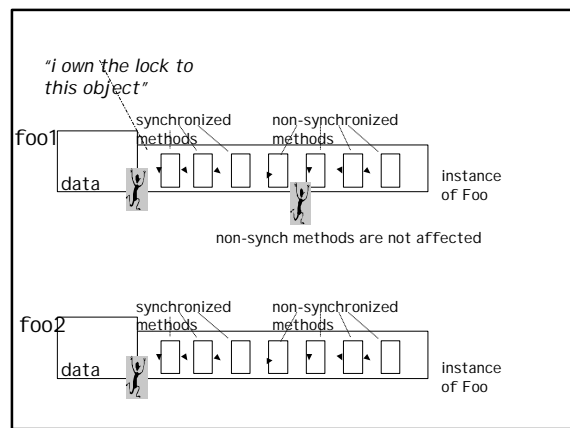 “i own the lock to
this object”
synchronized
methods
non-synchronized
methods
foo1
data
instance
of Foo
non-synch methods are not affected
synchronized
methods
non-synchronized
methods
foo2
data
instance
of Foo